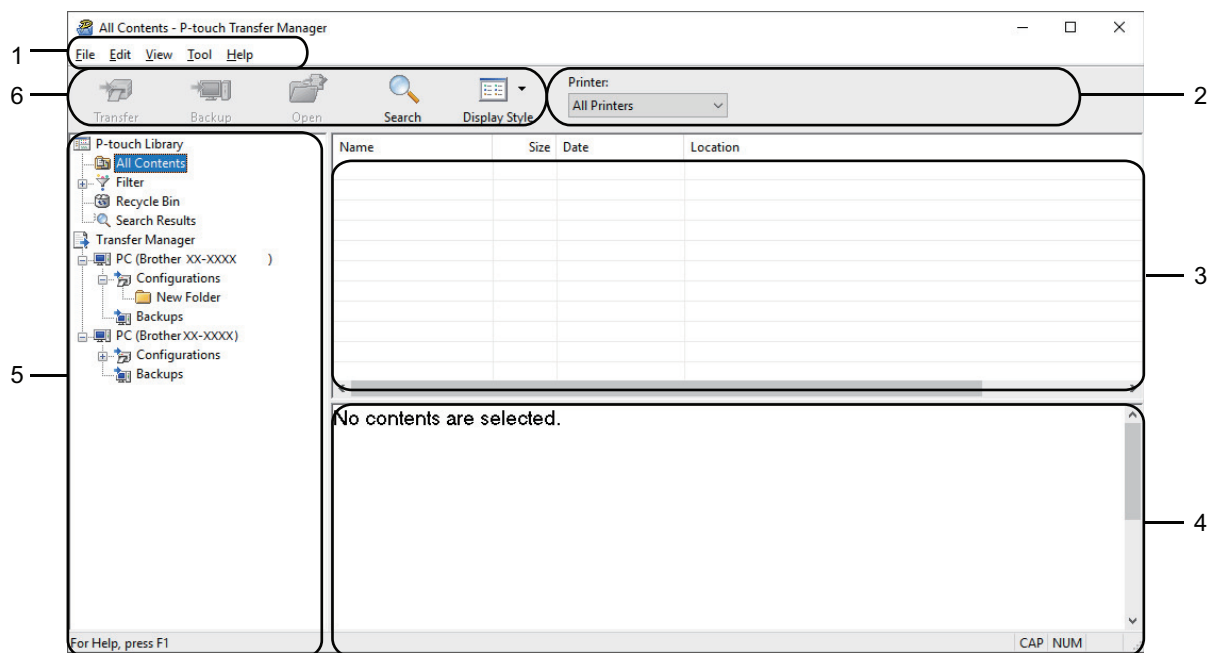 All Contents - P-touch Transfer Manager
1
File Edit View Tool Help
6
Transfer Backup Open Search Display Style
Printer:
All Printers
2
P-touch Library
All Contents
Filter
Recycle Bin
Search Results
Transfer Manager
PC (Brother XX-XXXX )
Configurations
New Folder
Backups
PC (Brother XX-XXXX)
Configurations
Backups
5
Name Size Date Location
3
No contents are selected.
4
For Help, press F1
CAP NUM